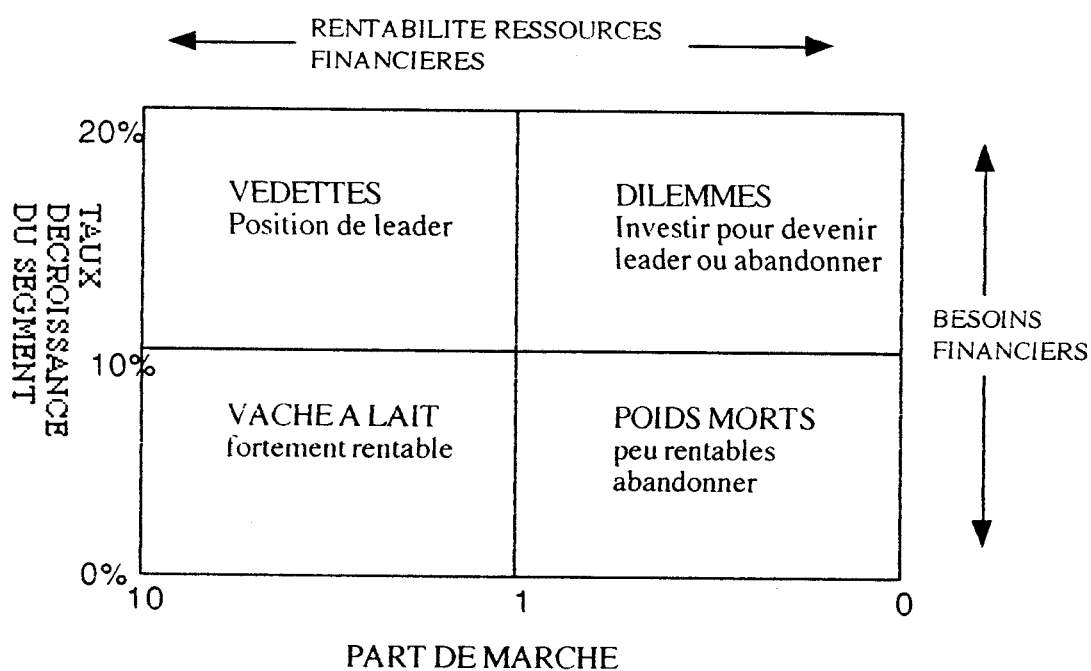 RENTABILITE RESSOURCES
FINANCIERES
20%
VEDETTES
Position de leader
DILEMMES
Investir pour devenir
leader ou abandonner
TAUX
DECROISSANCE
DU SEGMENT
BESOINS
FINANCIERS
10%
VACHE A LAIT
fortement rentable
POIDS MORTS
peu rentables
abandonner
0%
10
1
0
PART DE MARCHE